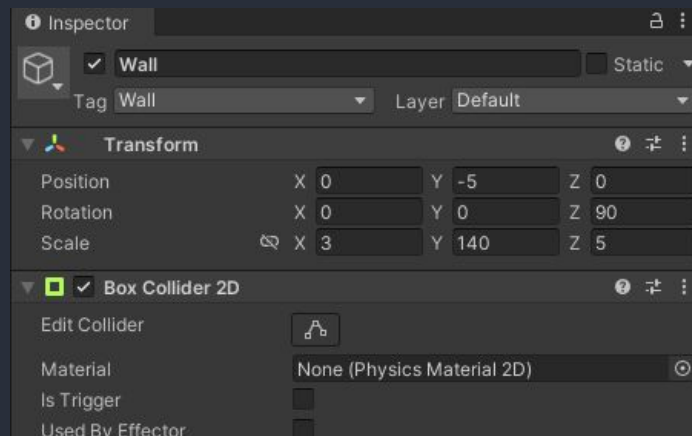 Inspector
Wall Static
Tag Wall Layer Default
Transform
Position X 0 Y -5 Z 0
Rotation X 0 Y 0 Z 90
Scale X 3 Y 140 Z 5
Box Collider 2D
Edit Collider
Material None (Physics Material 2D)
Is Trigger
Used By Effector